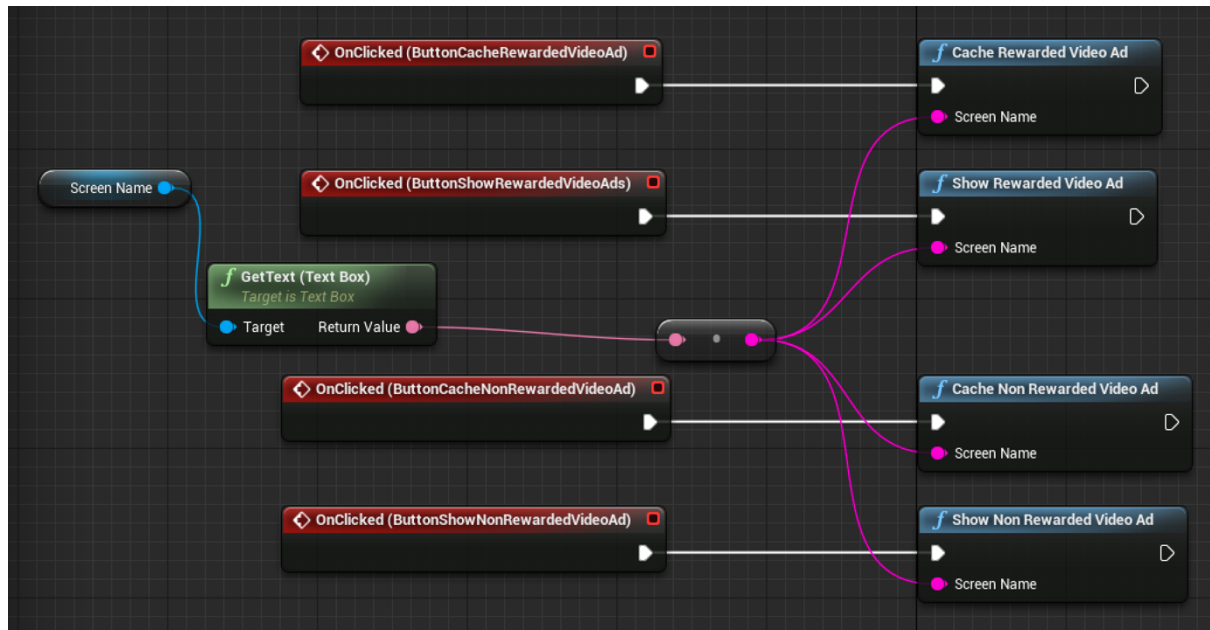 OnClicked (ButtonCacheRewardedVideoAd)
Cache Rewarded Video Ad
Screen Name
Screen Name
OnClicked (ButtonShowRewardedVideoAds)
Show Rewarded Video Ad
Screen Name
GetText (Text Box)
Target is Text Box
Target Return Value
OnClicked (ButtonCacheNonRewardedVideoAd)
Cache Non Rewarded Video Ad
Screen Name
OnClicked (ButtonShowNonRewardedVideoAd)
Show Non Rewarded Video Ad
Screen Name